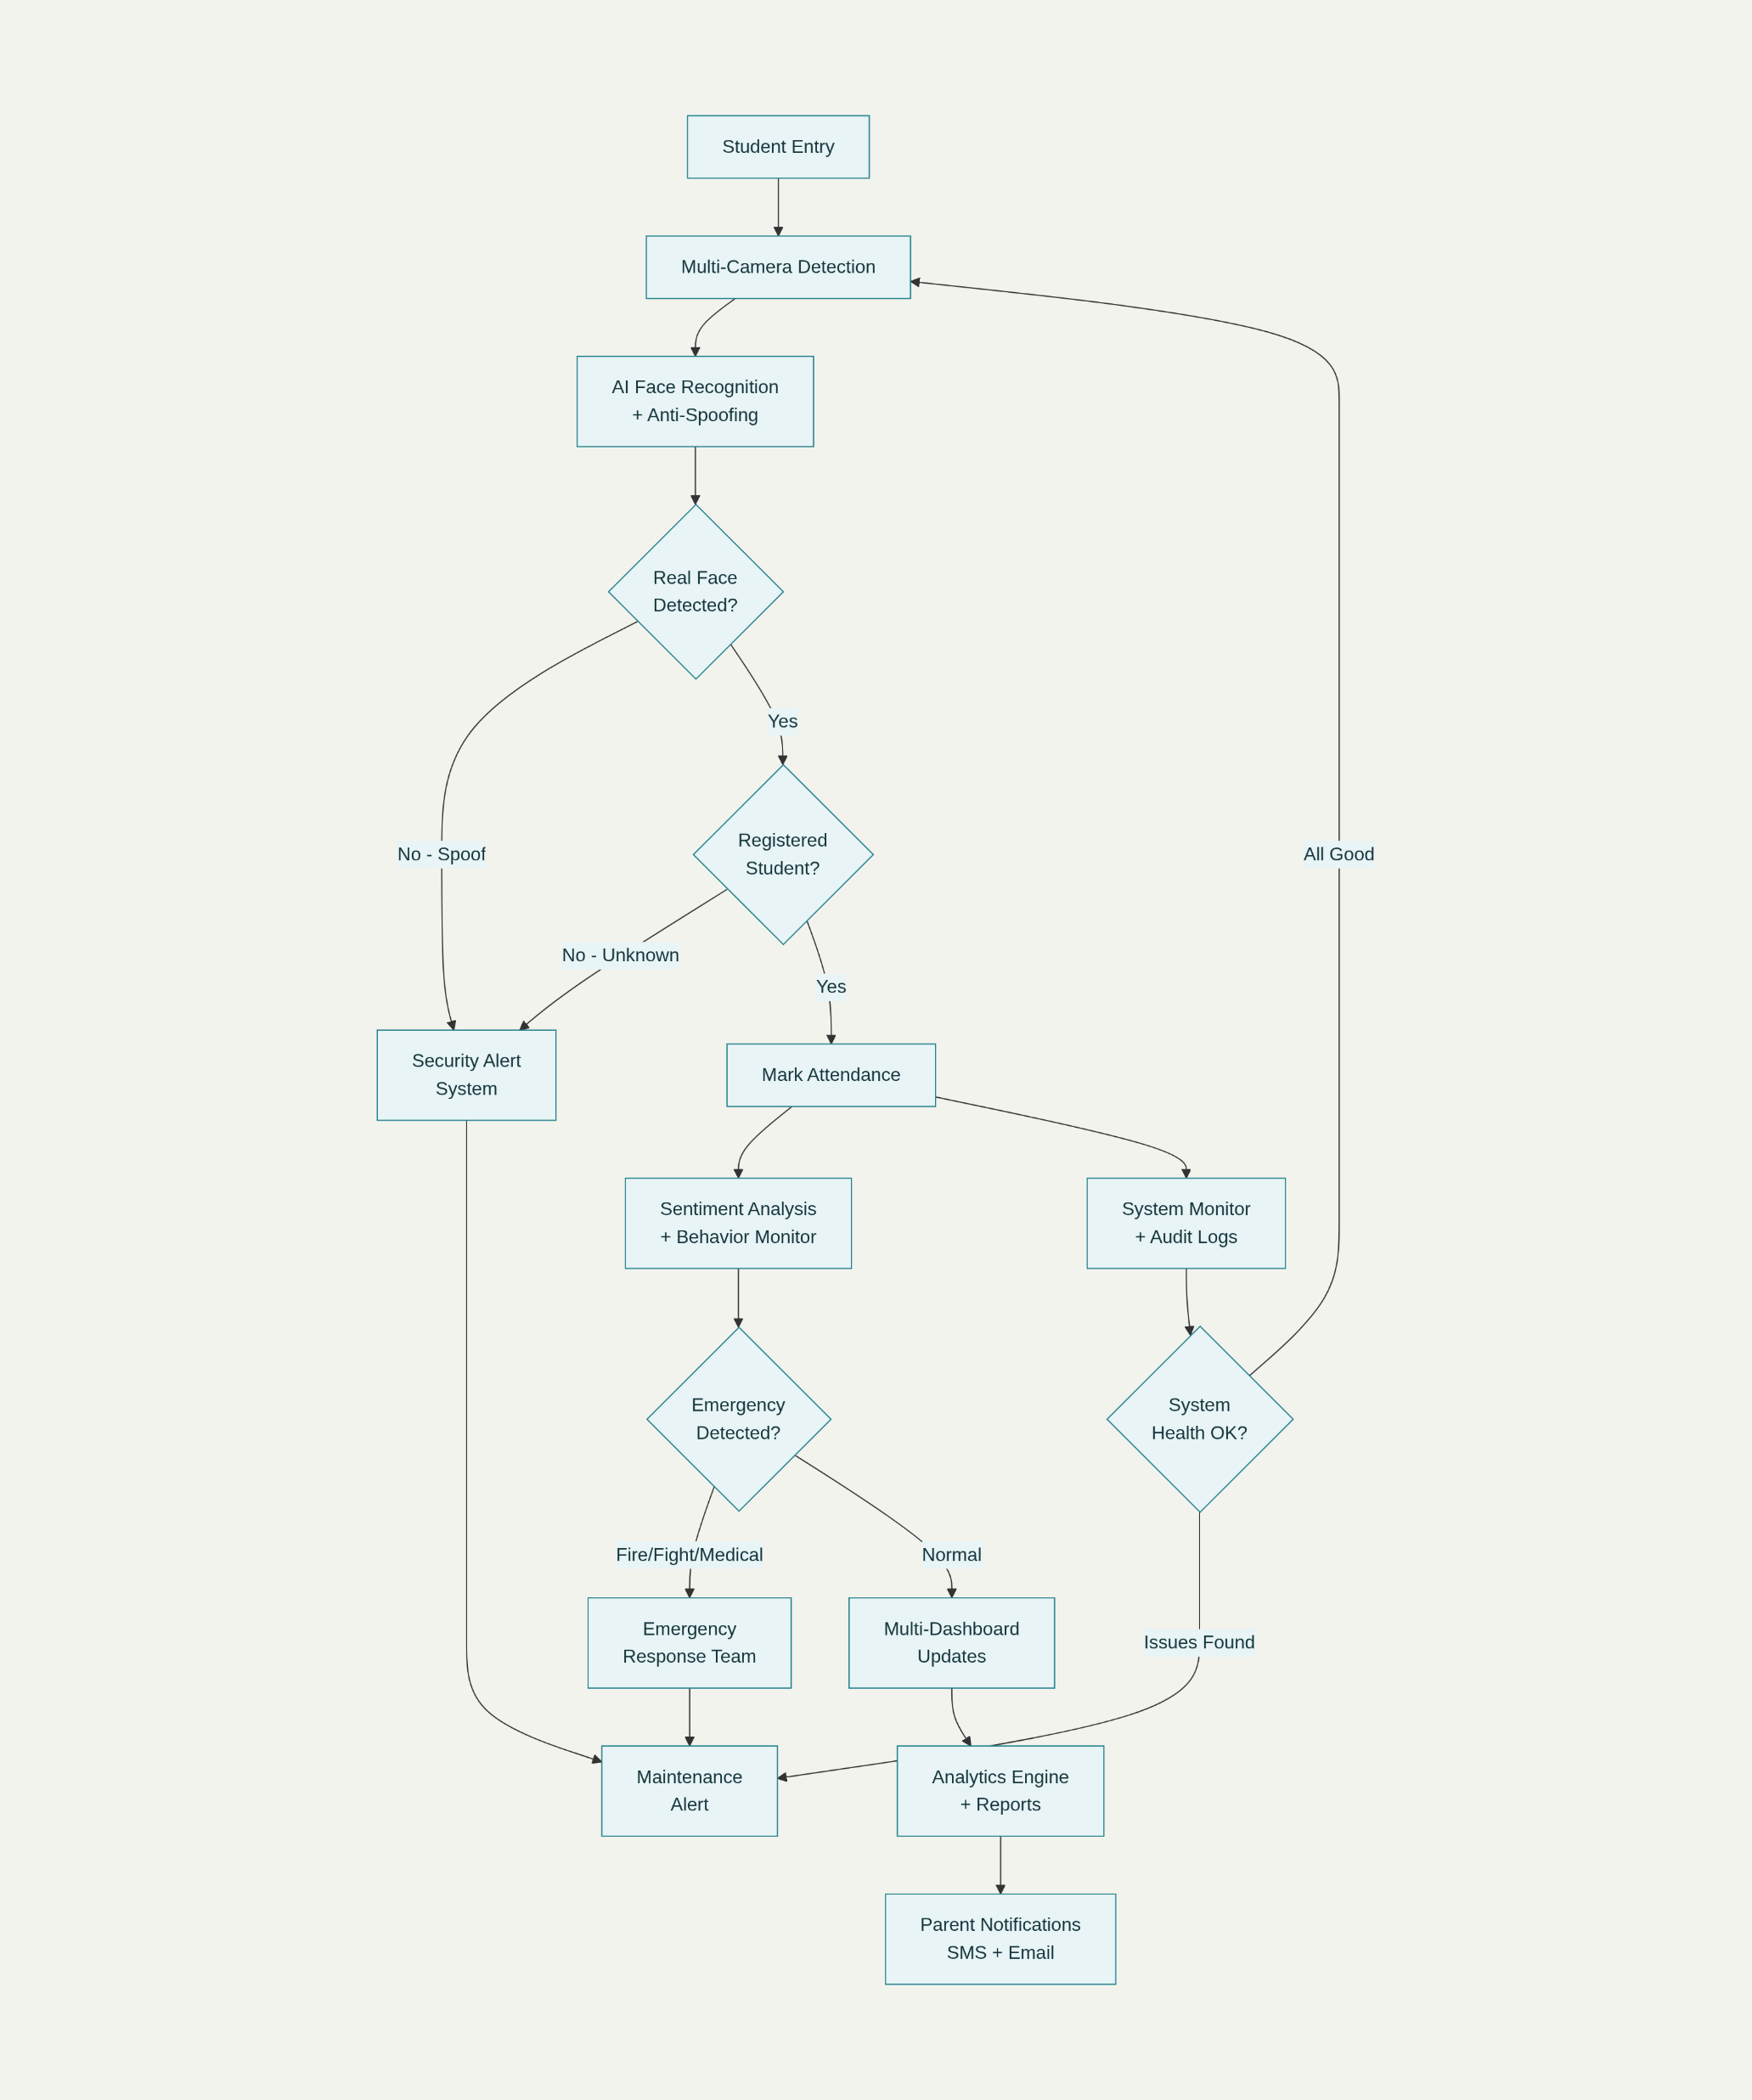 Student Entry
Multi-Camera Detection
AI Face Recognition
+ Anti-Spoofing
Real Face
Detected?
Yes
Registered
Student?
No - Spoof
All Good
No - Unknown
Yes
Security Alert
System
Mark Attendance
Sentiment Analysis
+ Behavior Monitor
System Monitor
+ Audit Logs
Emergency
Detected?
System
Health OK?
Fire/Fight/Medical
Normal
Emergency
Response Team
Multi-Dashboard
Updates
Issues Found
Maintenance
Alert
Analytics Engine
+ Reports
Parent Notifications
SMS + Email